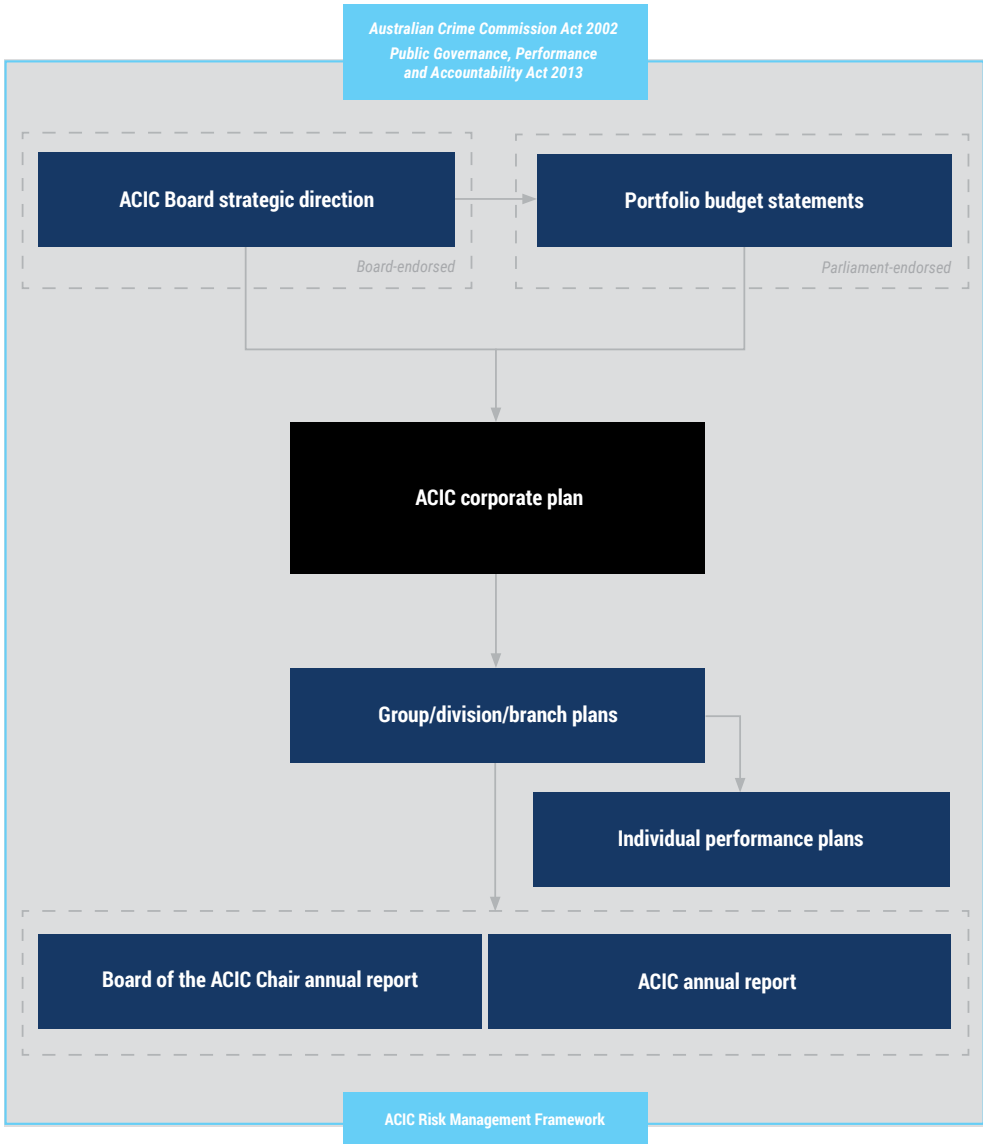 Australian Crime Commission Act 2002
Public Governance, Performance
and Accountability Act 2013
ACIC Board strategic direction
Portfolio budget statements
Board-endorsed
Parliament-endorsed
ACIC corporate plan
Group/division/branch plans
Individual performance plans
Board of the ACIC Chair annual report
ACIC annual report
ACIC Risk Management Framework